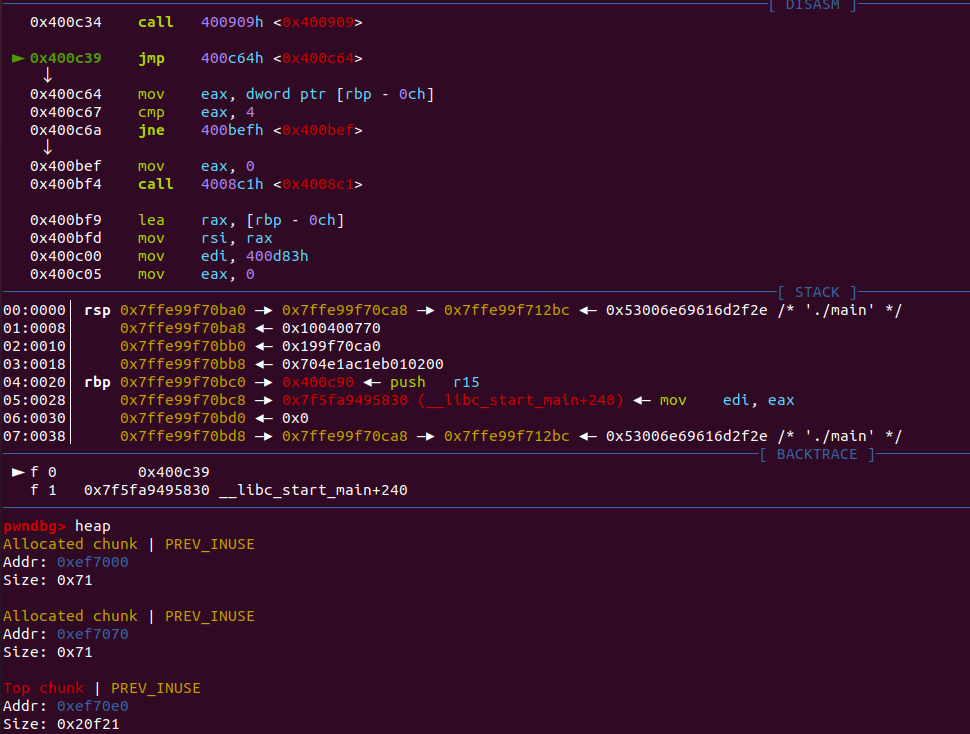 [ DISASM ]
0x400c34 call 400909h <0x400909>
► 0x400c39 jmp 400c64h <0x400c64>
↓
0x400c64 mov eax, dword ptr [rbp - 0ch]
0x400c67 cmp eax, 4
0x400c6a jne 400befh <0x400bef>
↓
0x400bef mov eax, 0
0x400bf4 call 4008c1h <0x4008c1>
0x400bf9 lea rax, [rbp - 0ch]
0x400bfd mov rsi, rax
0x400c00 mov edi, 400d83h
0x400c05 mov eax, 0
[ STACK ]
00:0000│ rsp 0x7ffe99f70ba0 —▸ 0x7ffe99f70ca8 —▸ 0x7ffe99f712bc ◂— 0x53006e69616d2f2e /* './main' */
01:0008│ 0x7ffe99f70ba8 ◂— 0x100400770
02:0010│ 0x7ffe99f70bb0 ◂— 0x199f70ca0
03:0018│ 0x7ffe99f70bb8 ◂— 0x704e1ac1eb010200
04:0020│ rbp 0x7ffe99f70bc0 —▸ 0x400c90 ◂— push r15
05:0028│ 0x7ffe99f70bc8 —▸ 0x7f5fa9495830 (__libc_start_main+240) ◂— mov edi, eax
06:0030│ 0x7ffe99f70bd0 ◂— 0x0
07:0038│ 0x7ffe99f70bd8 —▸ 0x7ffe99f70ca8 —▸ 0x7ffe99f712bc ◂— 0x53006e69616d2f2e /* './main' */
[ BACKTRACE ]
► f 0 0x400c39
f 1 0x7f5fa9495830 __libc_start_main+240
pwndbg> heap
Allocated chunk | PREV_INUSE
Addr: 0xef7000
Size: 0x71
Allocated chunk | PREV_INUSE
Addr: 0xef7070
Size: 0x71
Top chunk | PREV_INUSE
Addr: 0xef70e0
Size: 0x20f21